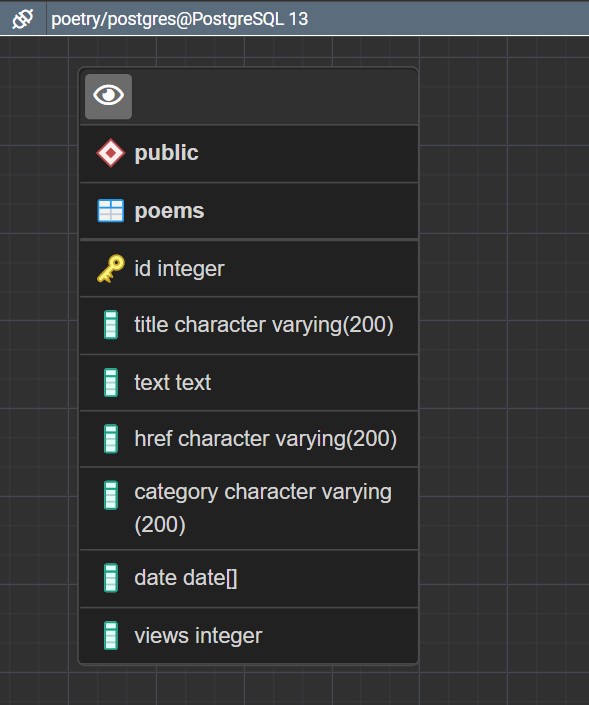 poetry/postgres@PostgreSQL 13
public
poems
id integer
title character varying(200)
text text
href character varying(200)
category character varying
(200)
date date[]
views integer